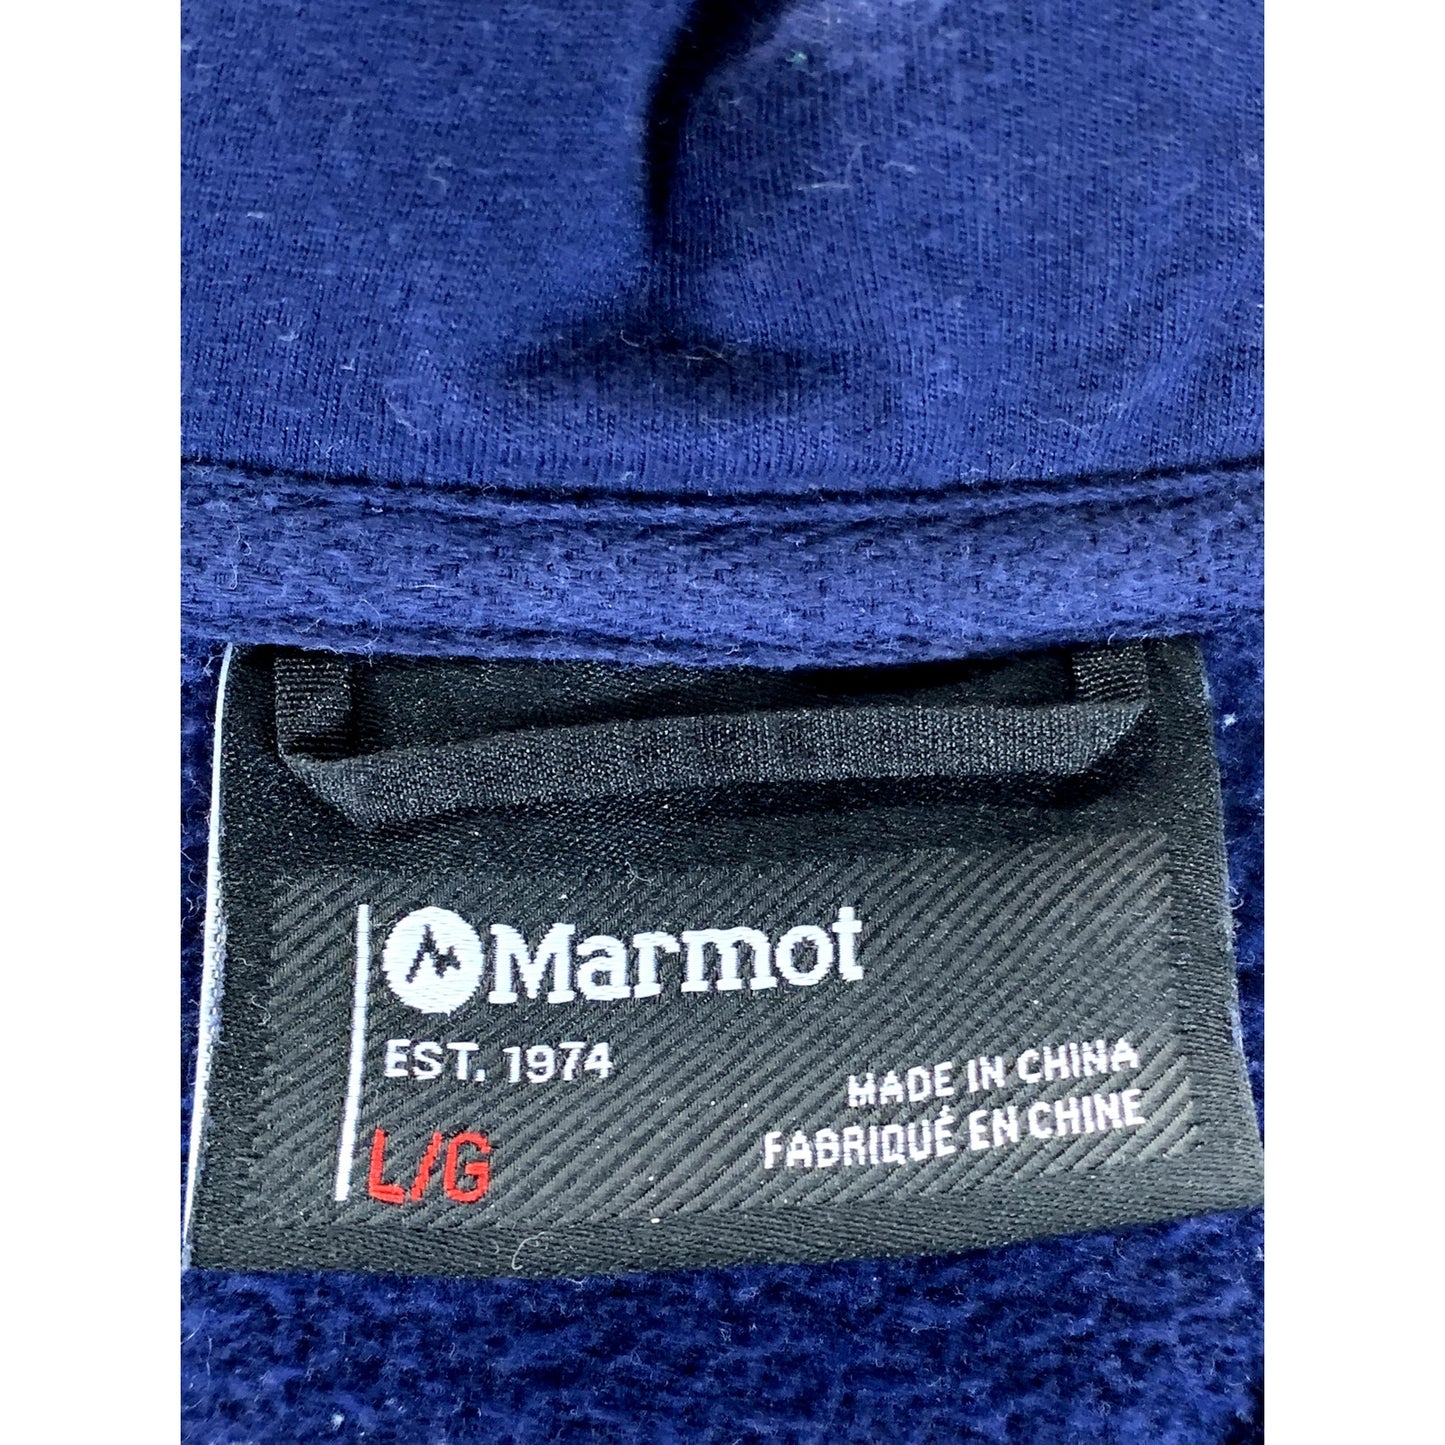 Marmot
EST. 1974
L/G
MADE IN CHINA
FABRIQUÉ EN CHINE